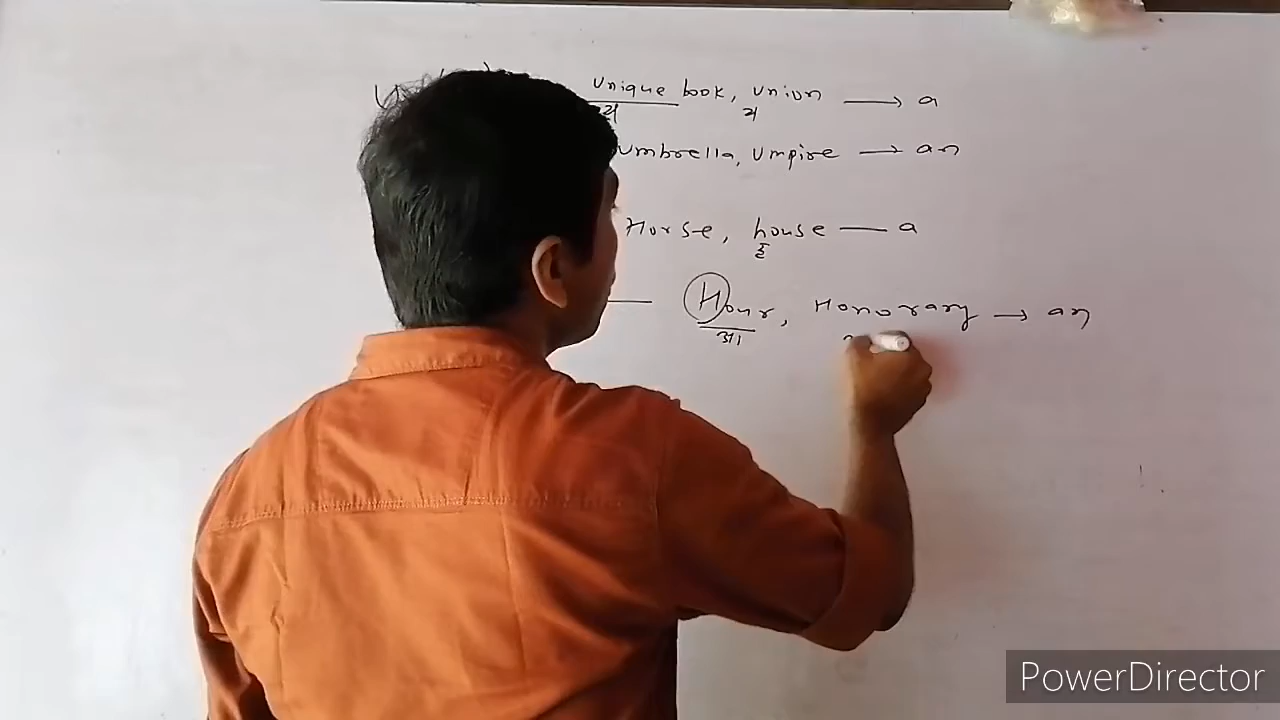 unique book, union → a
य
umbrella, umpire → an
Horse, house — a
ह
— Hour, Honorary → an
आ
PowerDirector